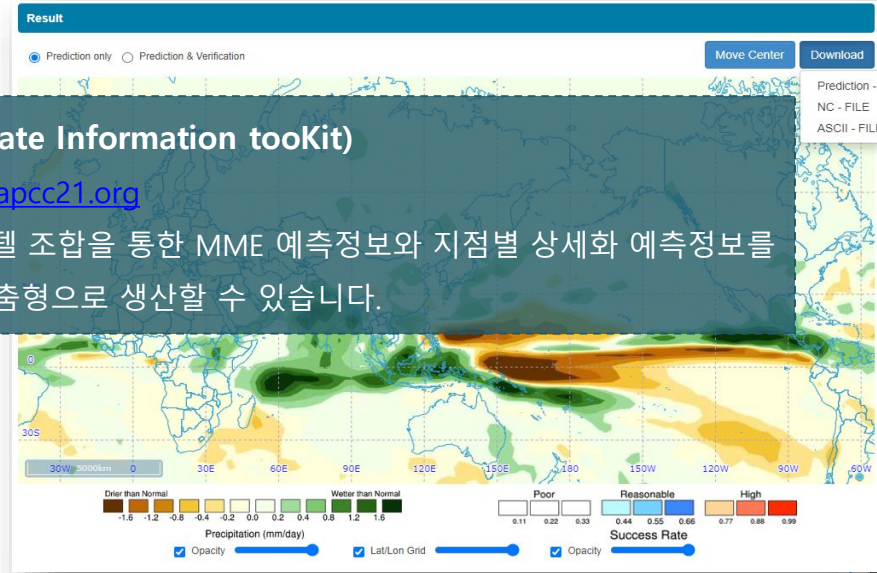 Result
Prediction only Prediction & Verification
Move Center Download
Prediction -
NC - FILE
ASCII - FIL
ate Information tooKit)
apcc21.org
델 조합을 통한 MME 예측정보와 지점별 상세화 예측정보를
춤형으로 생산할 수 있습니다.
0
30S
30W 5000km 0 30E 60E 90E 120E 150E 180 150W 120W 90W 60W
Drier than Normal Wetter than Normal
-1.6 -1.2 -0.8 -0.4 -0.2 0.0 0.2 0.4 0.8 1.2 1.6
Precipitation (mm/day)
Poor Reasonable High
0.11 0.22 0.33 0.44 0.55 0.66 0.77 0.88 0.99
Success Rate
Opacity Lat/Lon Grid Opacity